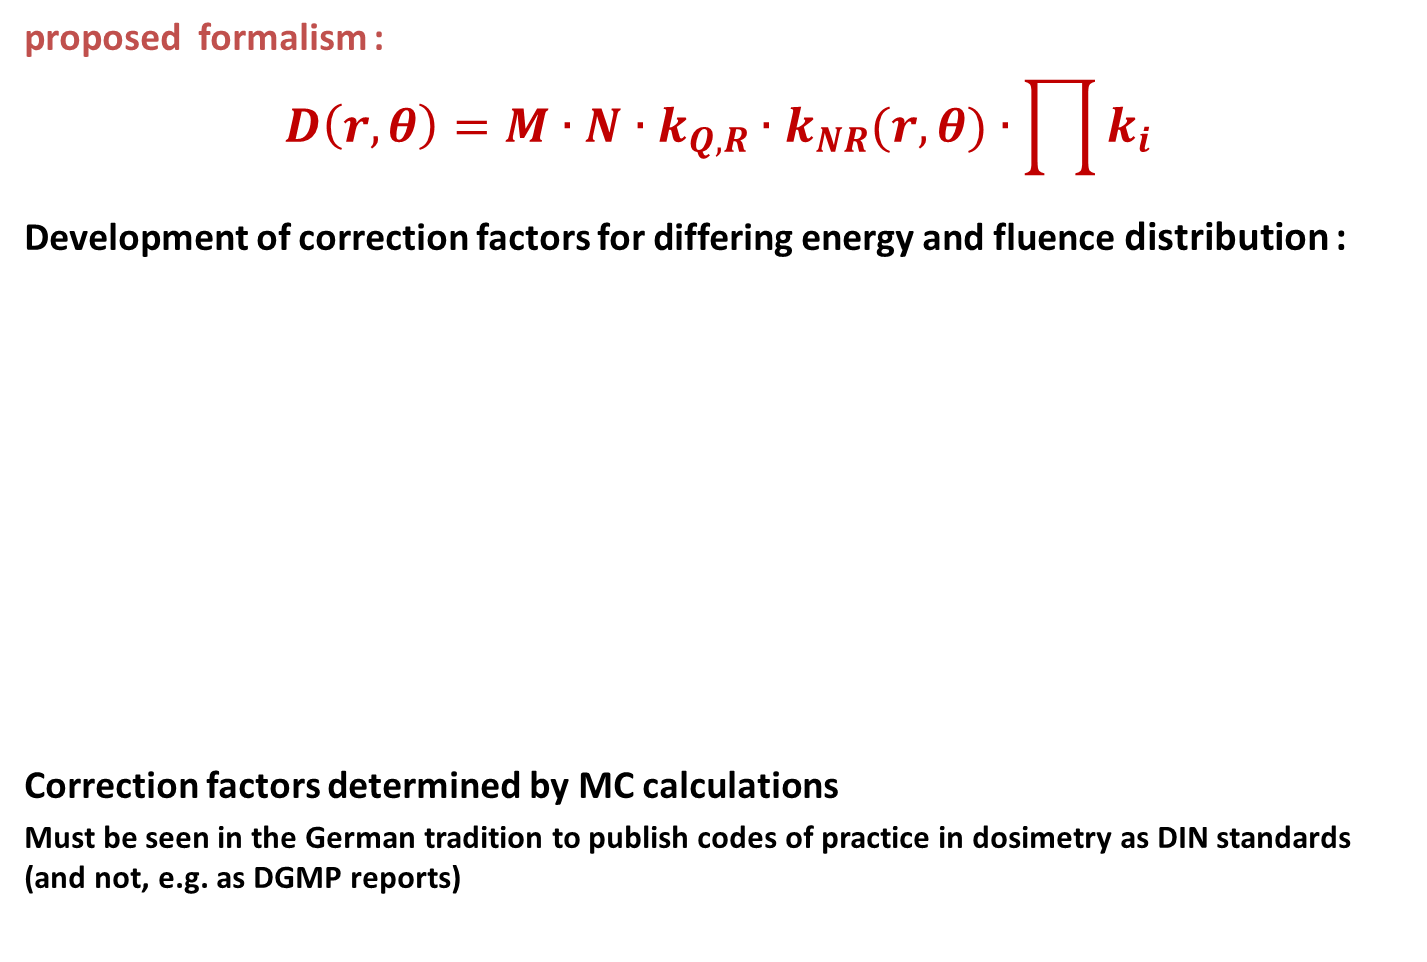 proposed formalism :
D(r, θ) = M · N · k_{Q,R} · k_{NR}(r, θ) · ∏ k_i
Development of correction factors for differing energy and fluence distribution :
Correction factors determined by MC calculations
Must be seen in the German tradition to publish codes of practice in dosimetry as DIN standards
(and not, e.g. as DGMP reports)